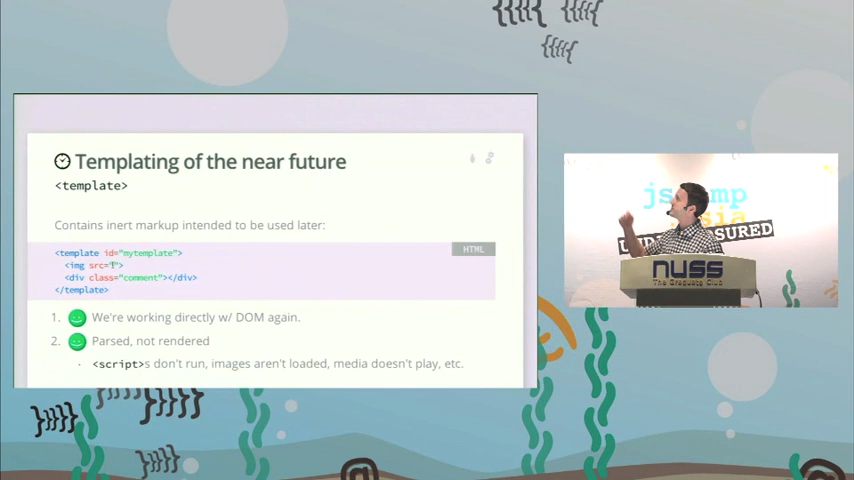 {{{{ {{{{
{{{{
Templating of the near future
<template>
Contains inert markup intended to be used later:
HTML
<template id="mytemplate">
<img src="">
<div class="comment"></div>
</template>
1. We're working directly w/ DOM again.
2. Parsed, not rendered
· <script>s don't run, images aren't loaded, media doesn't play, etc.
nuss
The Graduate Club
}}}}} }}}}} }}}}}
}}}}}
@ @